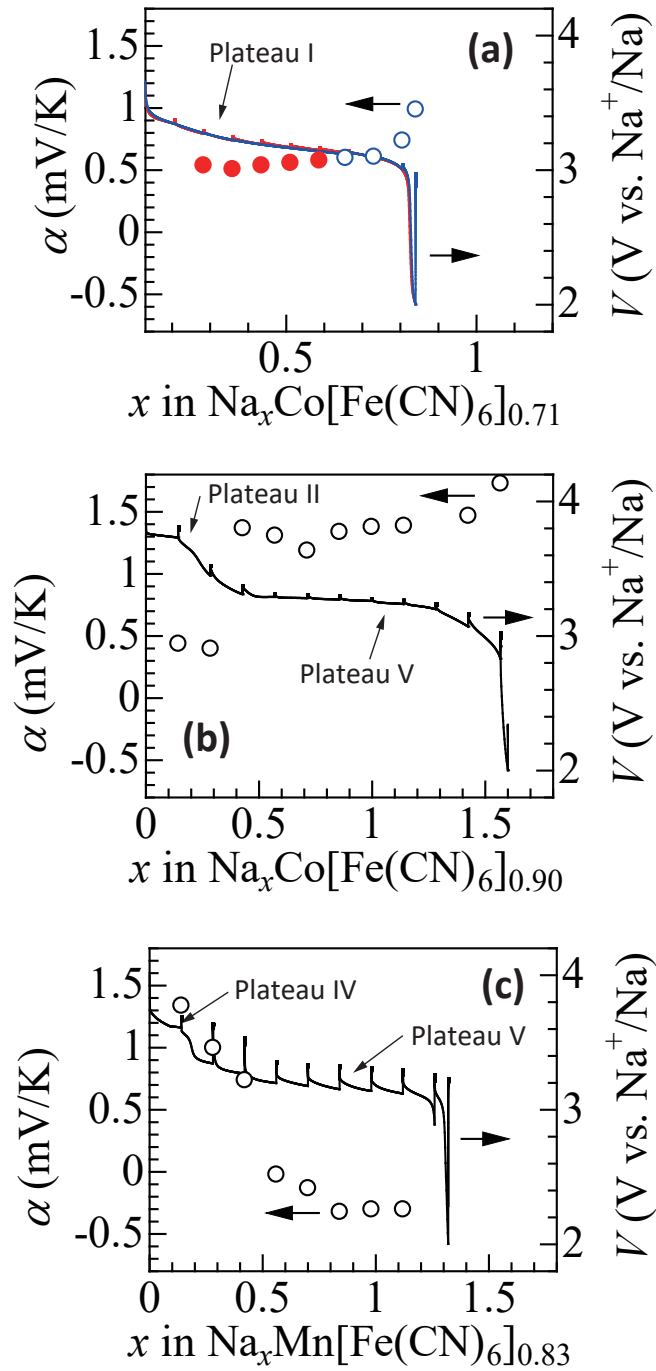 (a)
Plateau I
1.5
1
0.5
0
-0.5
α (mV/K)
4
3
2
V (V vs. Na⁺/Na)
0.5 1
x in NaₓCo[Fe(CN)₆]₀.₇₁
Plateau II
Plateau V
(b)
1.5
1
0.5
0
-0.5
α (mV/K)
4
3
2
V (V vs. Na⁺/Na)
0 0.5 1 1.5
x in NaₓCo[Fe(CN)₆]₀.₉₀
(c)
Plateau IV
Plateau V
1.5
1
0.5
0
-0.5
α (mV/K)
4
3
2
V (V vs. Na⁺/Na)
0 0.5 1 1.5
x in NaₓMn[Fe(CN)₆]₀.₈₃